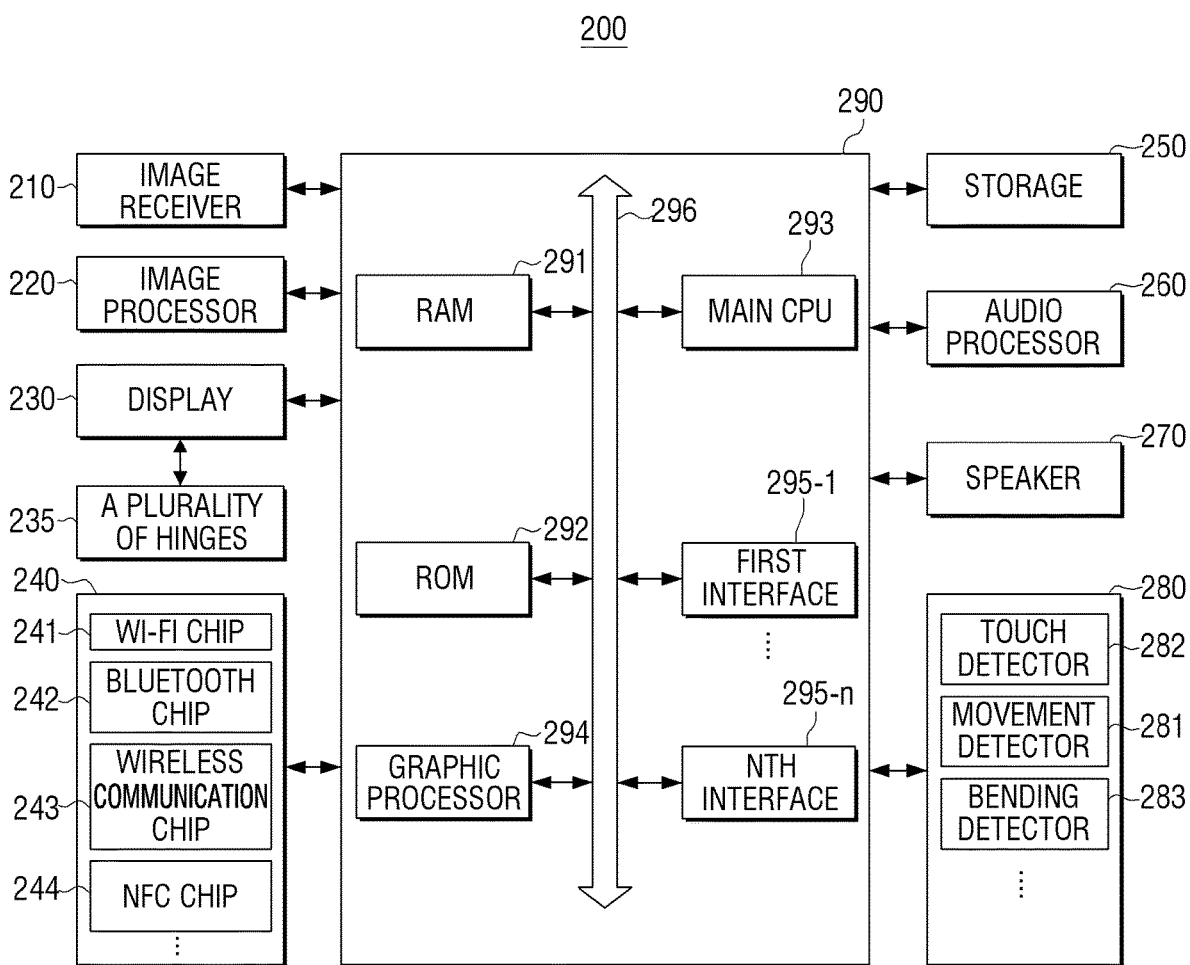 200
290
210
IMAGE
RECEIVER
220
IMAGE
PROCESSOR
230
DISPLAY
235
A PLURALITY
OF HINGES
240
241
WI-FI CHIP
242
BLUETOOTH
CHIP
243
WIRELESS
COMMUNICATION
CHIP
244
NFC CHIP
296
291
RAM
292
ROM
294
GRAPHIC
PROCESSOR
293
MAIN CPU
295-1
FIRST
INTERFACE
295-n
NTH
INTERFACE
250
STORAGE
260
AUDIO
PROCESSOR
270
SPEAKER
280
TOUCH
DETECTOR
282
MOVEMENT
DETECTOR
281
BENDING
DETECTOR
283